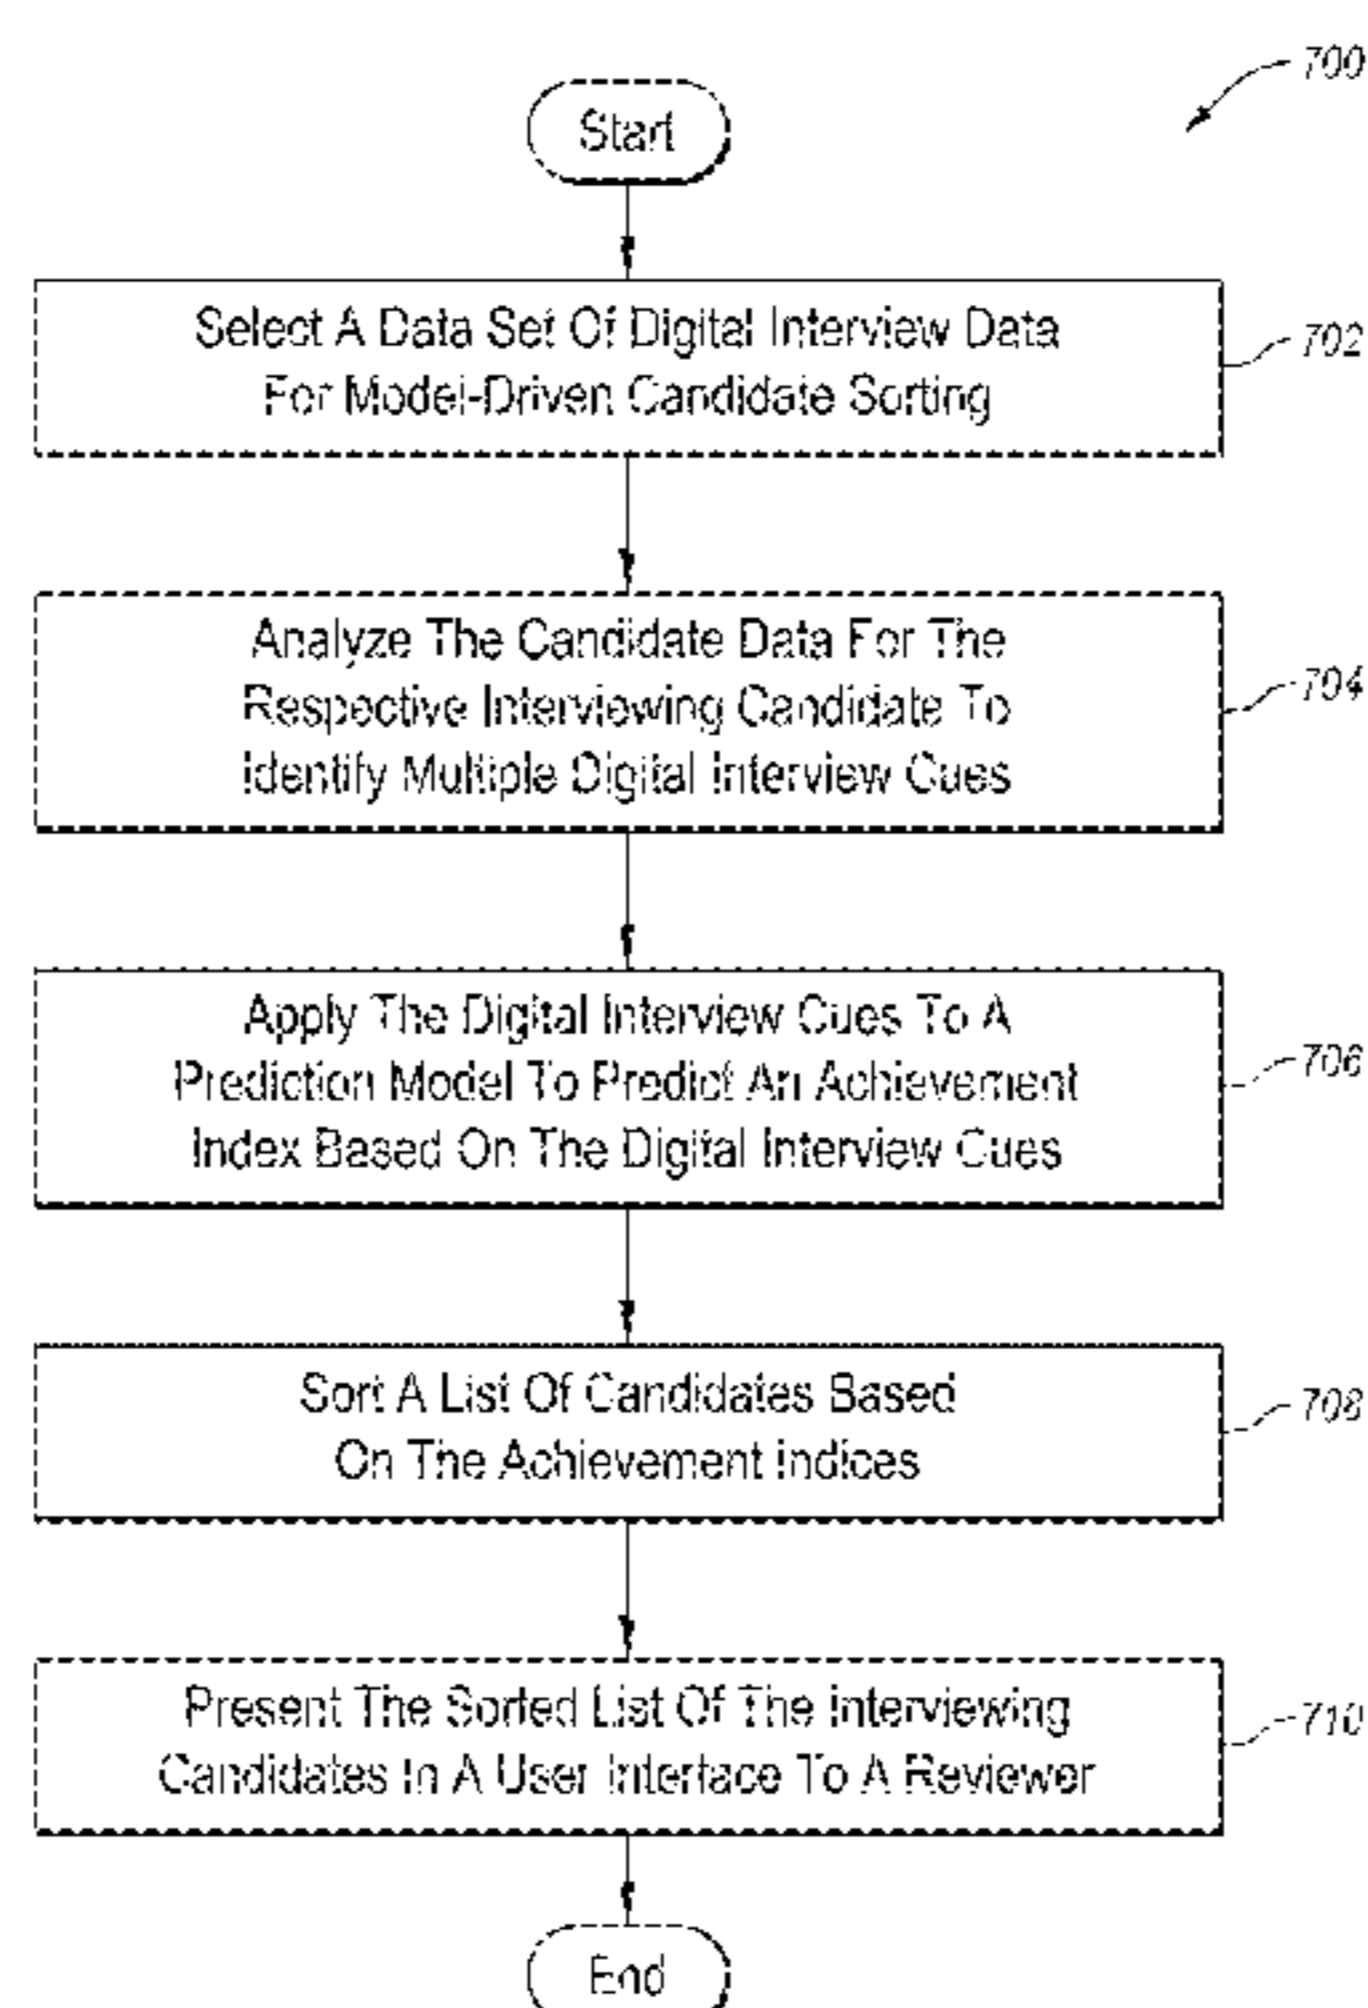 700
Start
Select A Data Set Of Digital Interview Data
For Model-Driven Candidate Sorting
702
Analyze The Candidate Data For The
Respective Interviewing Candidate To
Identify Multiple Digital Interview Cues
704
Apply The Digital Interview Cues To A
Prediction Model To Predict An Achievement
Index Based On The Digital Interview Cues
706
Sort A List Of Candidates Based
On The Achievement Indices
708
Present The Sorted List Of The Interviewing
Candidates In A User Interface To A Reviewer
710
End